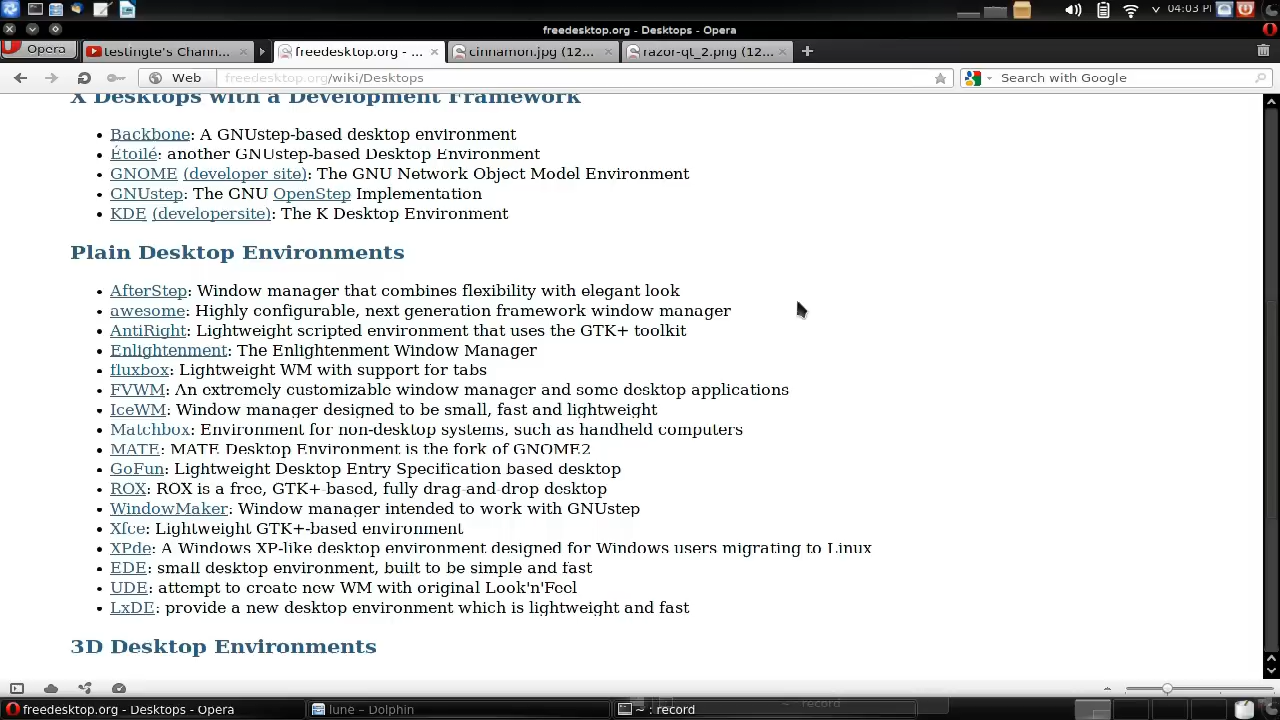 04:03 P
freedesktop.org - Desktops - Opera
Opera
testingte's Chann...
freedesktop.org - ...
cinnamon.jpg (12...
razor-qt_2.png (12...
Web
freedesktop.org/wiki/Desktops
Search with Google
X Desktops with a Development Framework
• Backbone: A GNUstep-based desktop environment
• Étoilé: another GNUstep-based Desktop Environment
• GNOME (developer site): The GNU Network Object Model Environment
• GNUstep: The GNU OpenStep Implementation
• KDE (developersite): The K Desktop Environment
Plain Desktop Environments
• AfterStep: Window manager that combines flexibility with elegant look
• awesome: Highly configurable, next generation framework window manager
• AntiRight: Lightweight scripted environment that uses the GTK+ toolkit
• Enlightenment: The Enlightenment Window Manager
• fluxbox: Lightweight WM with support for tabs
• FVWM: An extremely customizable window manager and some desktop applications
• IceWM: Window manager designed to be small, fast and lightweight
• Matchbox: Environment for non-desktop systems, such as handheld computers
• MATE: MATE Desktop Environment is the fork of GNOME2
• GoFun: Lightweight Desktop Entry Specification based desktop
• ROX: ROX is a free, GTK+-based, fully drag-and-drop desktop
• WindowMaker: Window manager intended to work with GNUstep
• Xfce: Lightweight GTK+-based environment
• XPde: A Windows XP-like desktop environment designed for Windows users migrating to Linux
• EDE: small desktop environment, built to be simple and fast
• UDE: attempt to create new WM with original Look'n'Feel
• LxDE: provide a new desktop environment which is lightweight and fast
3D Desktop Environments
freedesktop.org - Desktops - Opera
lune – Dolphin
~ : record
~ record